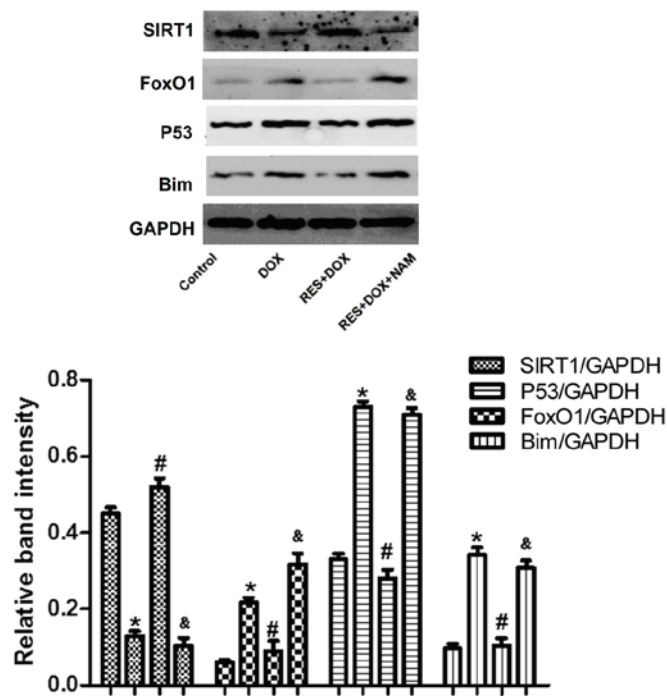 SIRT1
FoxO1
P53
Bim
GAPDH
Control
DOX
RES+DOX
RES+DOX+NAM
SIRT1/GAPDH
P53/GAPDH
FoxO1/GAPDH
Bim/GAPDH
Relative band intensity
0.8
0.6
0.4
0.2
0.0
* # &
* # &
* # &
* # &